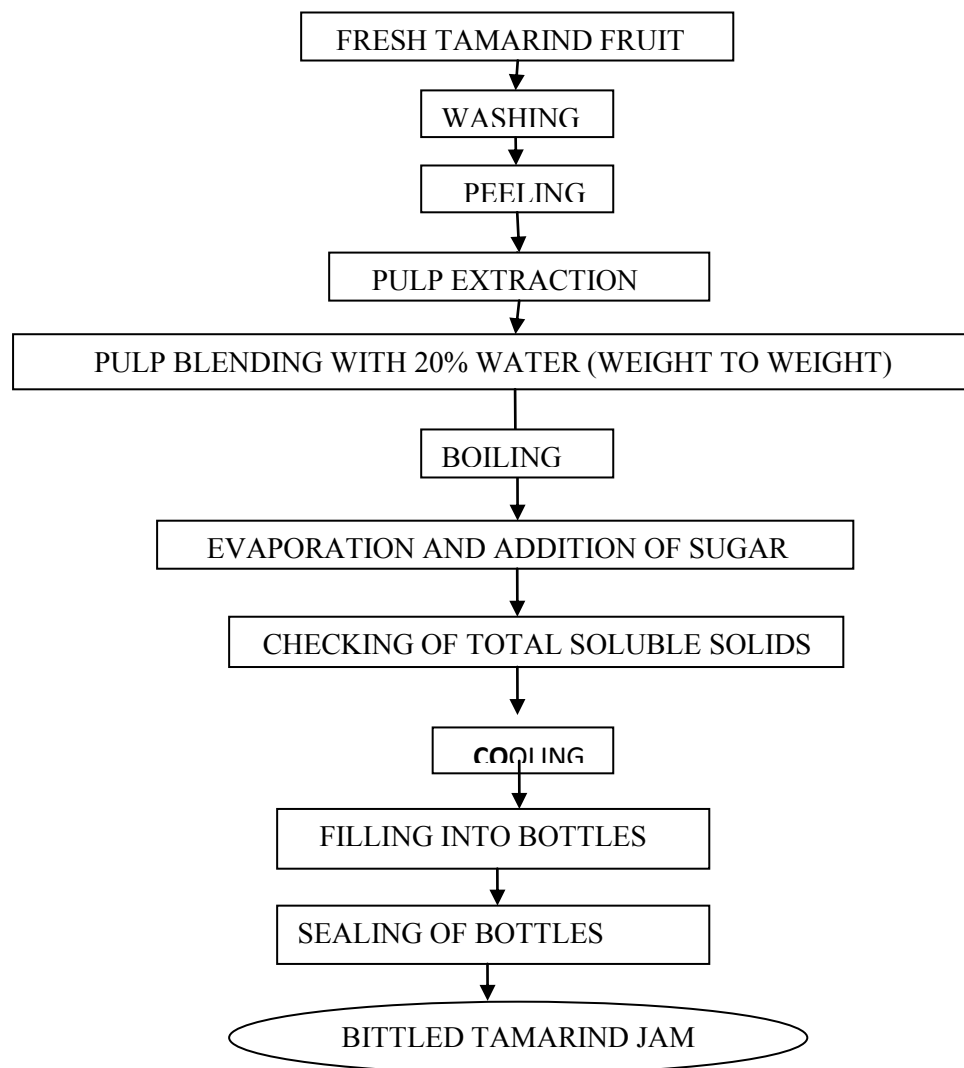 FRESH TAMARIND FRUIT
WASHING
PEELING
PULP EXTRACTION
PULP BLENDING WITH 20% WATER (WEIGHT TO WEIGHT)
BOILING
EVAPORATION AND ADDITION OF SUGAR
CHECKING OF TOTAL SOLUBLE SOLIDS
COOLING
FILLING INTO BOTTLES
SEALING OF BOTTLES
BITTLED TAMARIND JAM